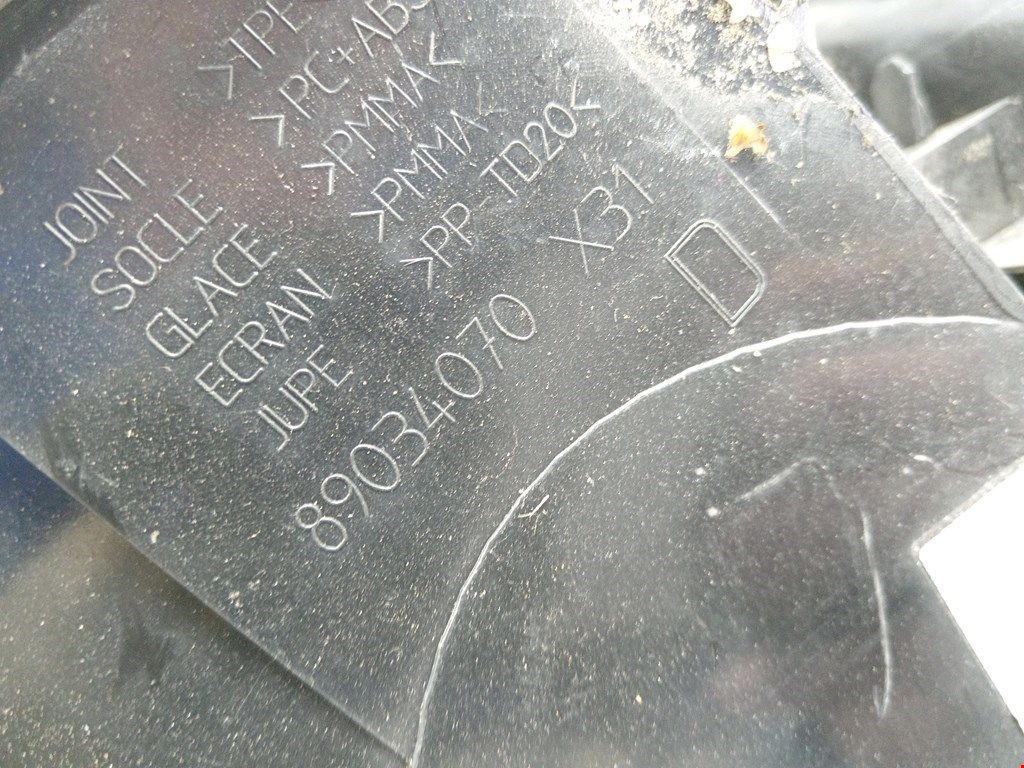 JOINT >TPE
SOCLE >PC+ABS
GLACE >PMMA<
ECRAN >PMMA<
JUPE >PP-TD20<
89034070 X31
D